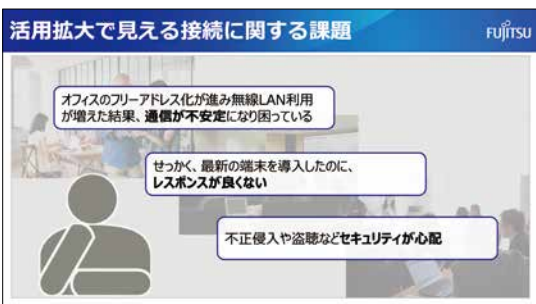 活用拡大で見える接続に関する課題
FUJITSU
オフィスのフリーアドレス化が進み無線LAN利用
が増えた結果、通信が不安定になり困っている
せっかく、最新の端末を導入したのに、
レスポンスが良くない
不正侵入や盗聴などセキュリティが心配